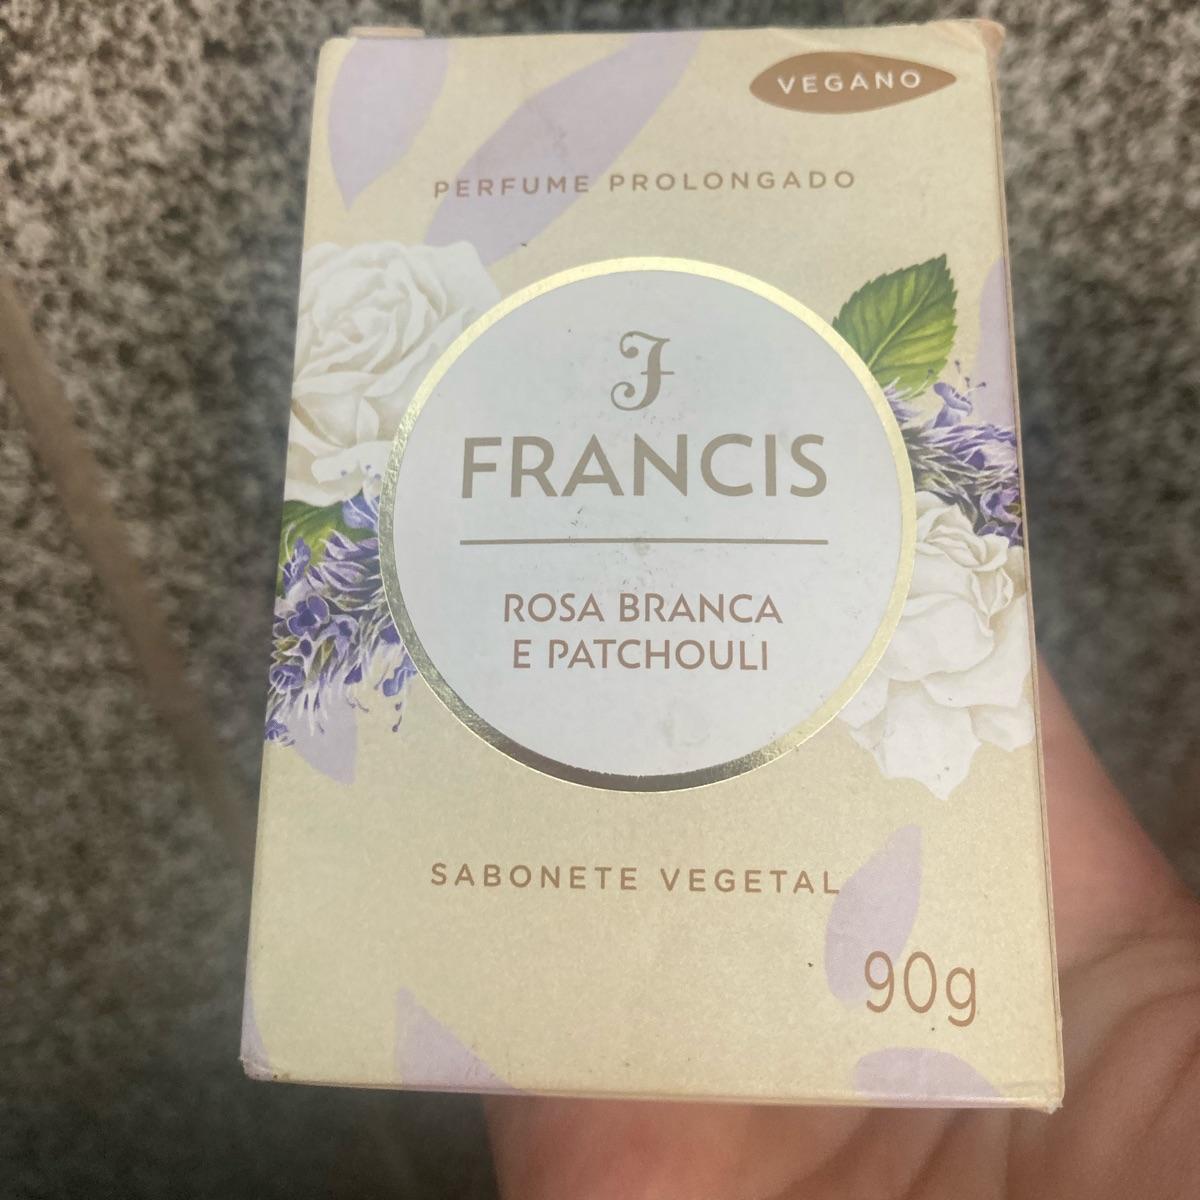 VEGANO
PERFUME PROLONGADO
F
FRANCIS
ROSA BRANCA
E PATCHOULI
SABONETE VEGETAL
90g